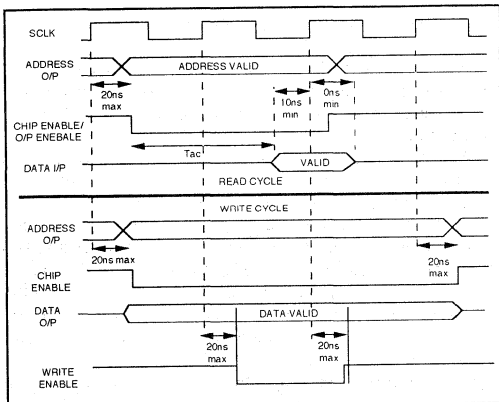 SCLK
ADDRESS
O/P
ADDRESS VALID
20ns
max
10ns
min
0ns
min
CHIP ENABLE/
O/P ENEBALE
Tac
DATA I/P
VALID
READ CYCLE
WRITE CYCLE
ADDRESS
O/P
20ns max
20ns
max
CHIP
ENABLE
DATA
O/P
DATA VALID
20ns
max
20ns
max
WRITE
ENABLE